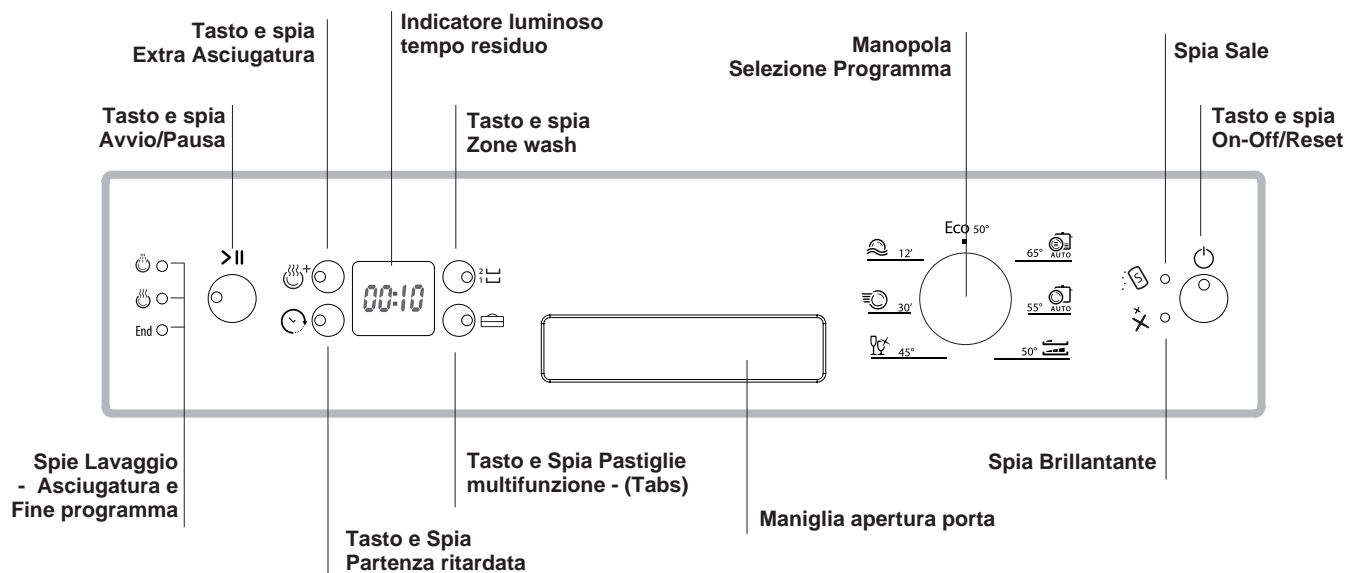 Tasto e spia
Extra Asciugatura
Indicatore luminoso
tempo residuo
Manopola
Selezione Programma
Spia Sale
Tasto e spia
Avvio/Pausa
Tasto e spia
Zone wash
Tasto e spia
On-Off/Reset
Eco 50°
12'
65°
AUTO
30'
55°
AUTO
45°
50°
S
End
00:10
2
1
Spie Lavaggio
- Asciugatura e
Fine programma
Tasto e Spia Pastiglie
multifunzione - (Tabs)
Spia Brillantante
Maniglia apertura porta
Tasto e Spia
Partenza ritardata